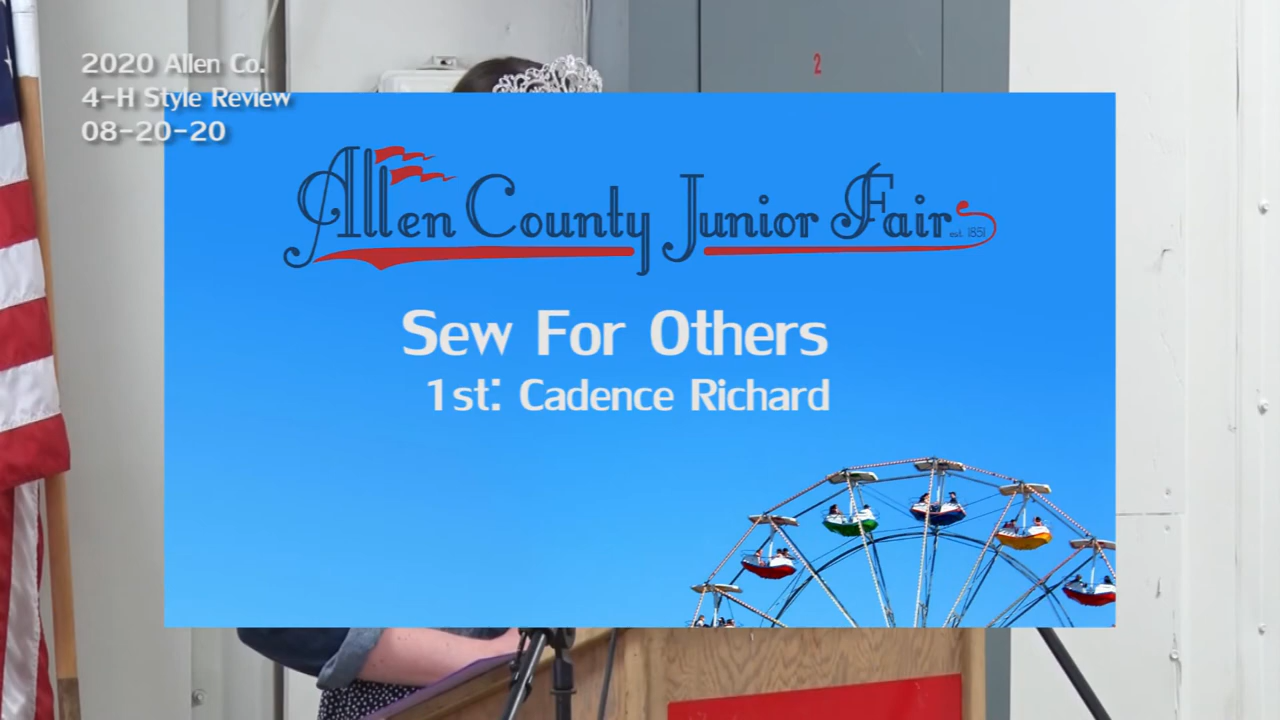 2020 Allen Co.
4-H Style Review
08-20-20
2
Allen County Junior Fair
est. 1851
Sew For Others
1st: Cadence Richard